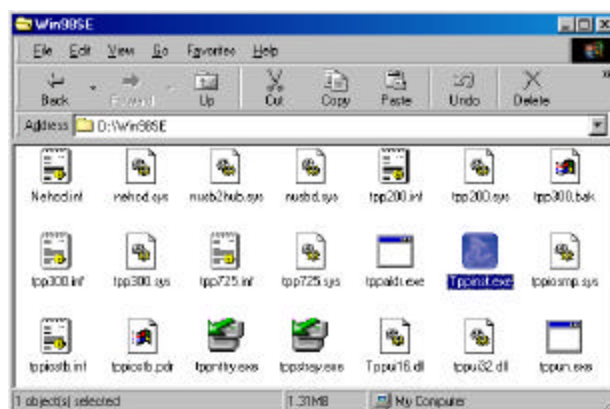 Win98SE
File Edit View Go Favorites Help
Back Forward Up Cut Copy Paste Undo Delete
Address D:\Win98SE
Nehcd.inf nehcd.sys nusb2hub.sys nusbd.sys tpp200.inf tpp200.sys tpp300.bak
tpp300.inf tpp300.sys tpp725.inf tpp725.sys tppaldr.exe Tppinst.exe tppiosmp.sys
tppiostb.inf tppiostb.pdr tppnthy.exe tppstray.exe Tppui16.dll tppui32.dll tppun.exe
1 object(s) selected 1.31MB My Computer